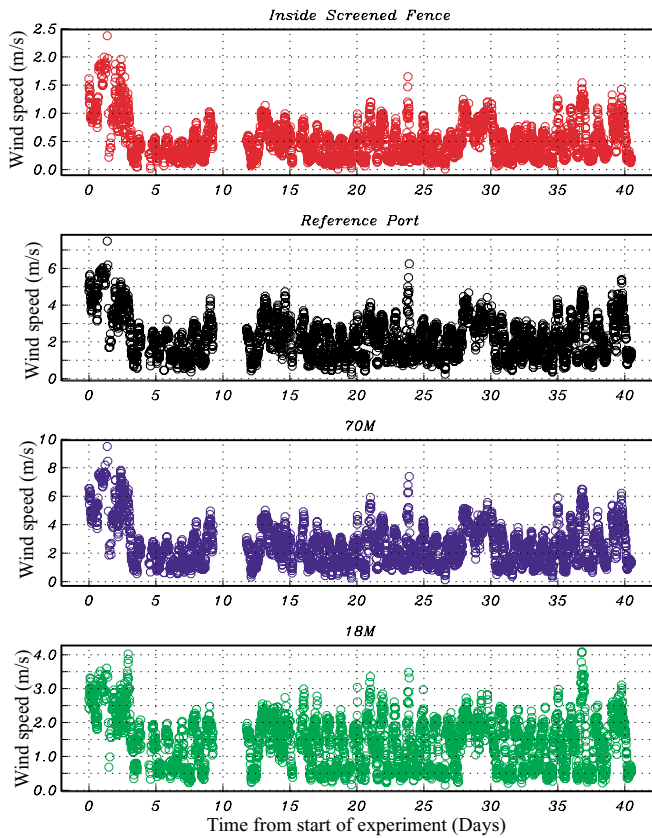 Inside Screened Fence
2.5
2.0
1.5
1.0
0.5
0.0
Wind speed (m/s)
0 5 10 15 20 25 30 35 40
Reference Port
6
4
2
0
Wind speed (m/s)
0 5 10 15 20 25 30 35 40
70M
10
8
6
4
2
0
Wind speed (m/s)
0 5 10 15 20 25 30 35 40
18M
4.0
3.0
2.0
1.0
0.0
Wind speed (m/s)
0 5 10 15 20 25 30 35 40
Time from start of experiment (Days)